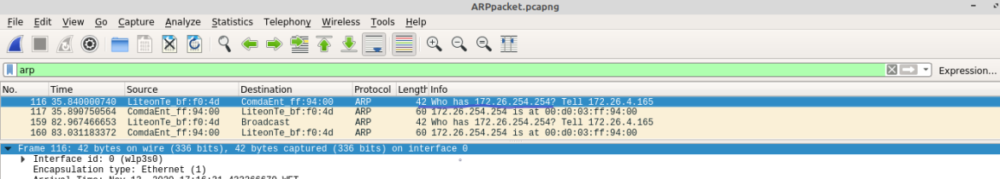 ARPpacket.pcapng
File Edit View Go Capture Analyze Statistics Telephony Wireless Tools Help
arp Expression...
No. Time Source Destination Protocol Length Info
116 35.840000740 LiteonTe_bf:f0:4d ComdaEnt_ff:94:00 ARP 42 Who has 172.26.254.254? Tell 172.26.4.165
117 35.890750564 ComdaEnt_ff:94:00 LiteonTe_bf:f0:4d ARP 60 172.26.254.254 is at 00:d0:03:ff:94:00
159 82.967466653 LiteonTe_bf:f0:4d Broadcast ARP 42 Who has 172.26.254.254? Tell 172.26.4.165
160 83.031183372 ComdaEnt_ff:94:00 LiteonTe_bf:f0:4d ARP 60 172.26.254.254 is at 00:d0:03:ff:94:00
Frame 116: 42 bytes on wire (336 bits), 42 bytes captured (336 bits) on interface 0
Interface id: 0 (wlp3s0)
Encapsulation type: Ethernet (1)